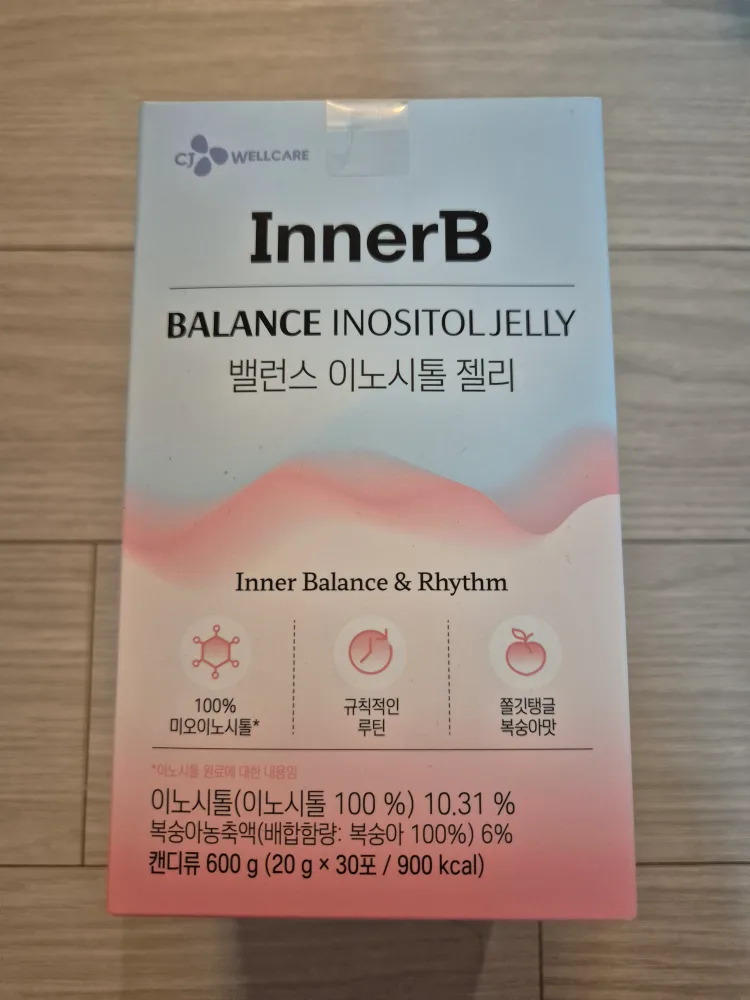 CJ WELLCARE
InnerB
BALANCE INOSITOL JELLY
밸런스 이노시톨 젤리
Inner Balance & Rhythm
100%
미오이노시톨*
규칙적인
루틴
쫄깃탱글
복숭아맛
*이노시톨 원료에 대한 내용임
이노시톨(이노시톨 100 %) 10.31 %
복숭아농축액(배합함량: 복숭아 100%) 6%
캔디류 600 g (20 g × 30포 / 900 kcal)